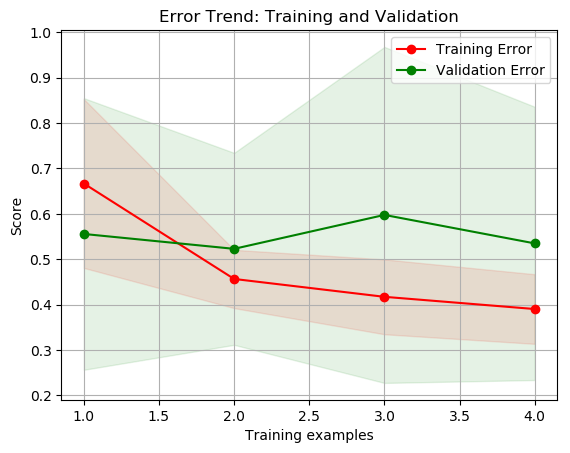 Error Trend: Training and Validation
Training Error
Validation Error
Score
1.0
0.9
0.8
0.7
0.6
0.5
0.4
0.3
0.2
1.0 1.5 2.0 2.5 3.0 3.5 4.0
Training examples